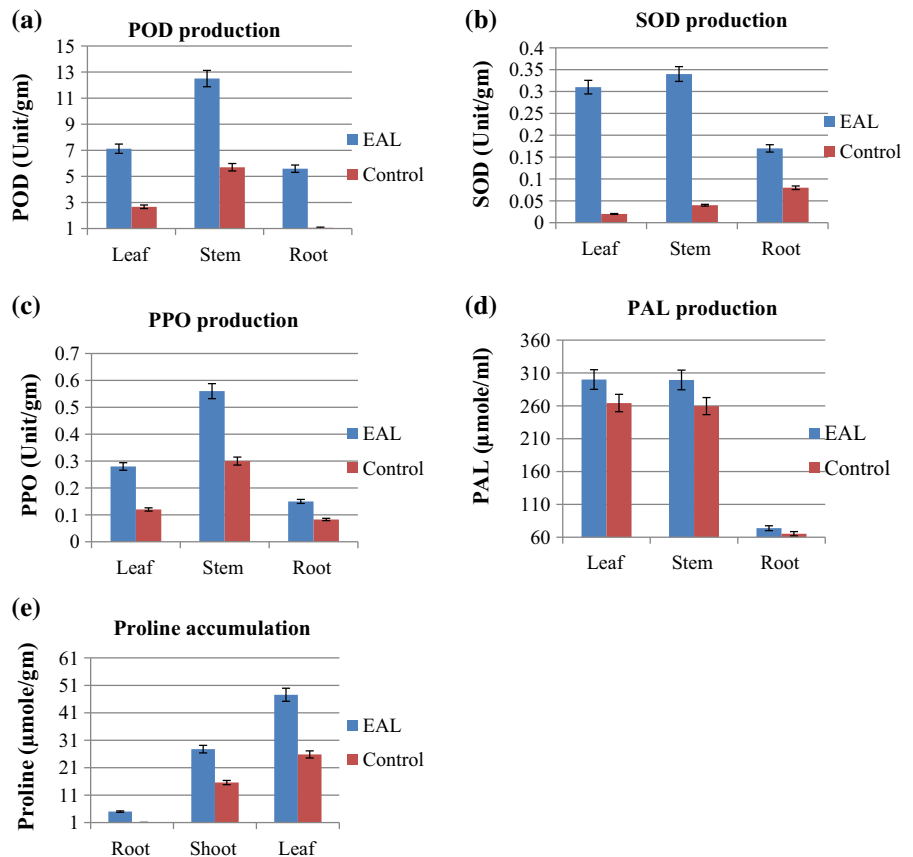 (a)
POD production
POD (Unit/gm)
15
13
11
9
7
5
3
1
Leaf Stem Root
EAL
Control
(b)
SOD production
SOD (Unit/gm)
0.4
0.35
0.3
0.25
0.2
0.15
0.1
0.05
0
Leaf Stem Root
EAL
Control
(c)
PPO production
PPO (Unit/gm)
0.7
0.6
0.5
0.4
0.3
0.2
0.1
0
Leaf Stem Root
EAL
Control
(d)
PAL production
PAL (µmole/ml)
360
310
260
210
160
110
60
Leaf Stem Root
EAL
Control
(e)
Proline accumulation
Proline (µmole/gm)
61
51
41
31
21
11
1
Root Shoot Leaf
EAL
Control